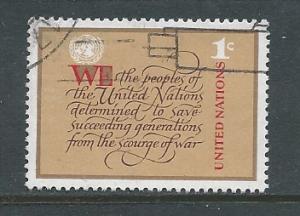 1c
WE the peoples of
the United Nations
determined to save
succeeding generations
from the scourge of war
UNITED NATIONS